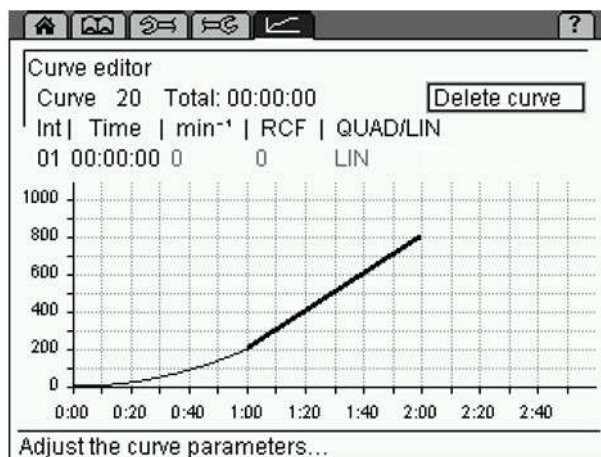 ?
Curve editor
Curve 20 Total: 00:00:00 Delete curve
Int | Time | min⁻¹ | RCF | QUAD/LIN
01 00:00:00 0 0 LIN
1000
800
600
400
200
0
0:00 0:20 0:40 1:00 1:20 1:40 2:00 2:20 2:40
Adjust the curve parameters...